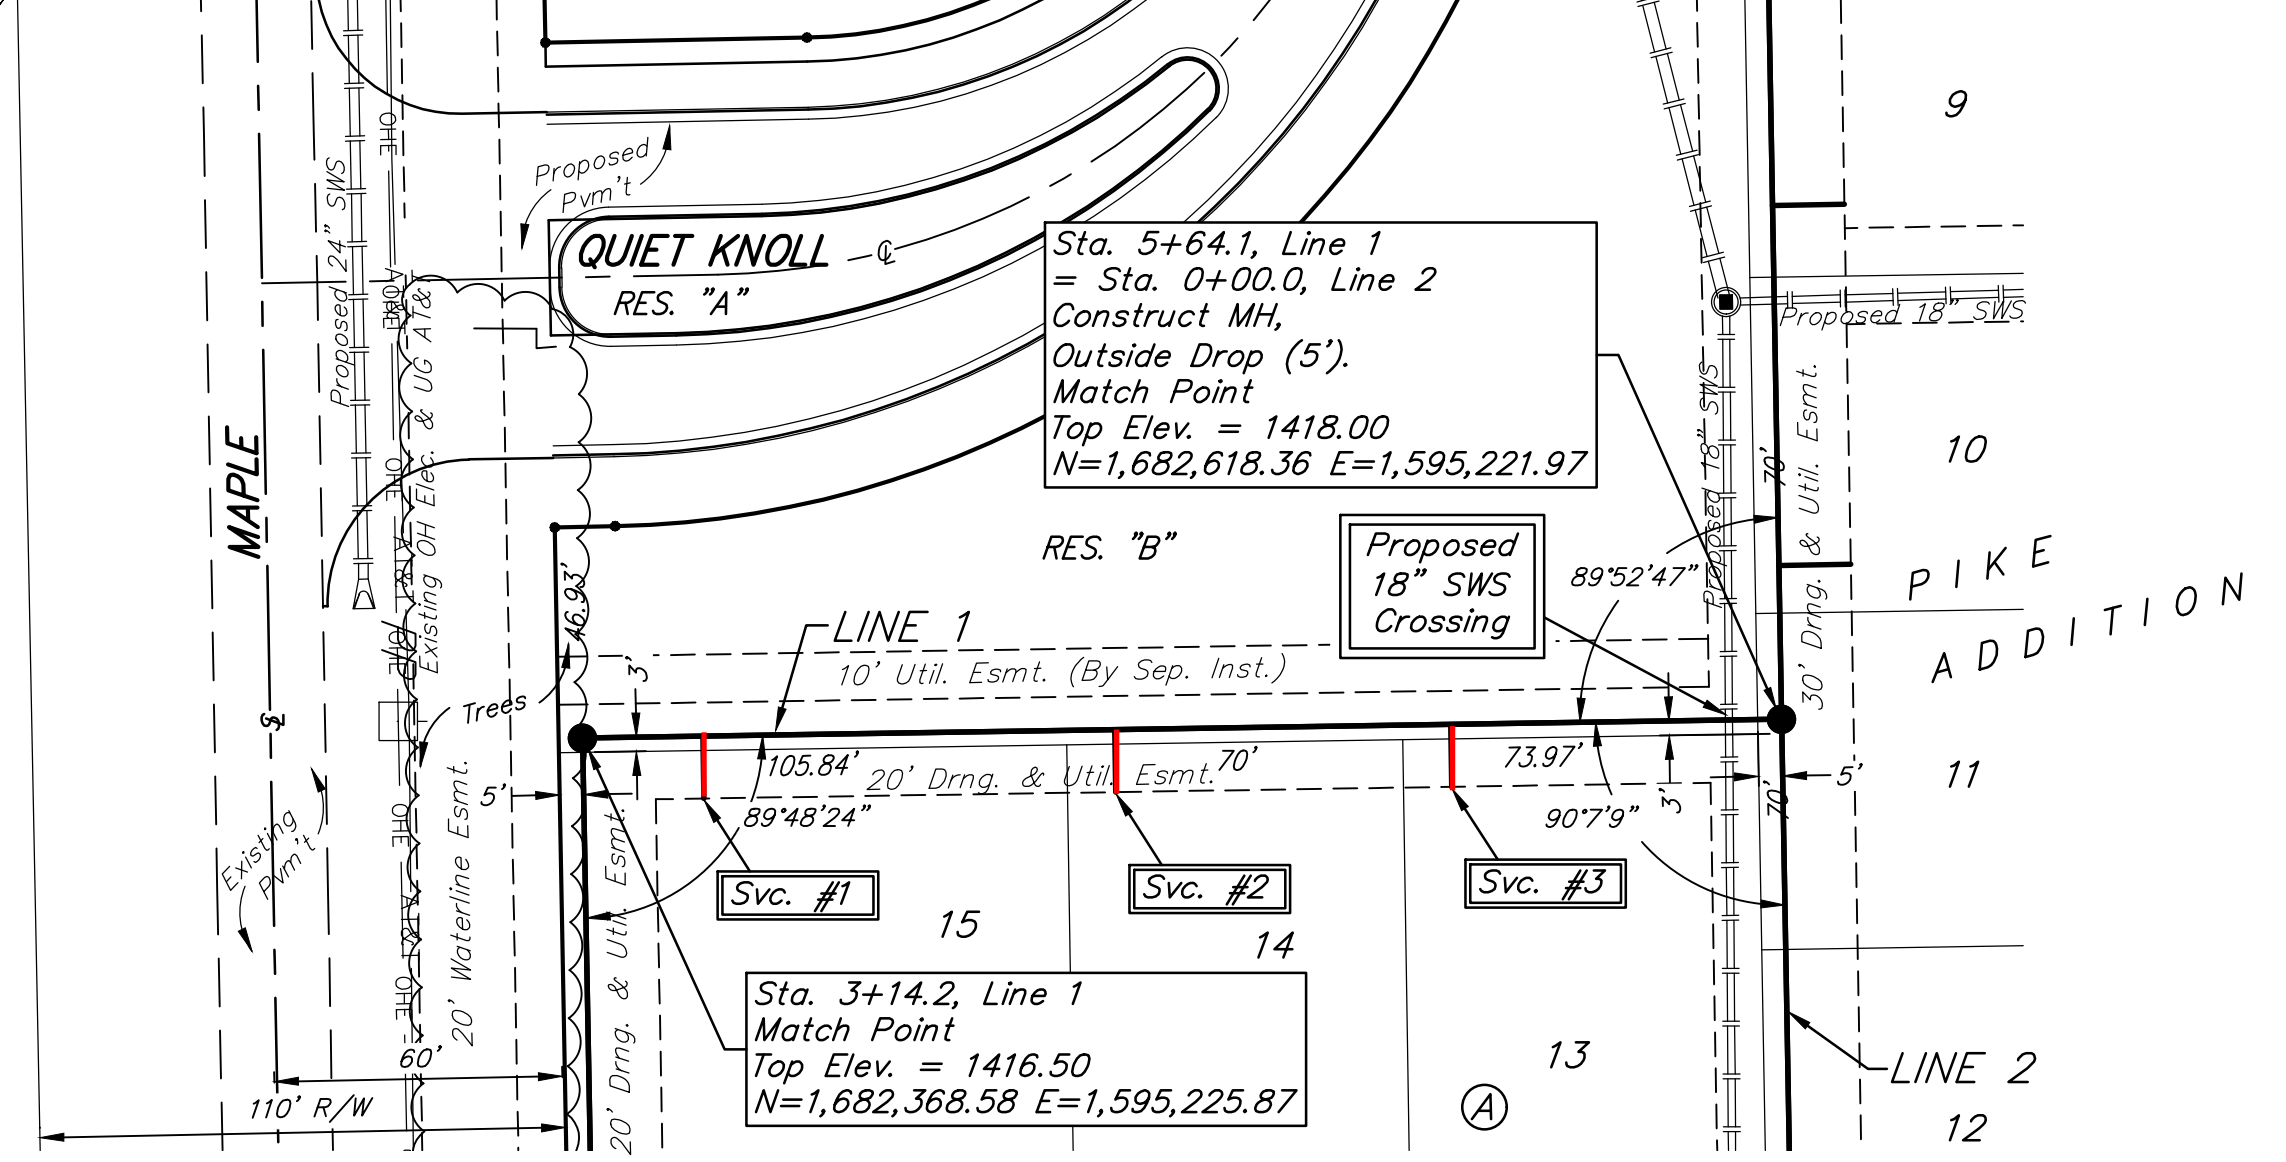 9
OHE
Proposed
Pvm't
Proposed 24" SWS
QUIET KNOLL
RES. "A"
Sta. 5+64.1, Line 1
= Sta. 0+00.0, Line 2
Construct MH,
Outside Drop (5').
Match Point
Top Elev. = 1418.00
N=1,682,618.36 E=1,595,221.97
Proposed 18" SWS
OHE
Existing OH Elec. & UG AT&
Proposed 18" SWS
30' Drng. & Util. Esmt.
70'
10
MAPLE
OHE
RES. "B"
Proposed
18" SWS
Crossing
89°52'47"
PIKE
ADDITION
46.93'
OHE
LINE 1
10' Util. Esmt. (By Sep. Inst.)
3'
Trees
105.84'
70'
73.97'
20' Drng. & Util. Esmt.
5'
5'
11
3'
70'
89°48'24"
90°7'9"
OHE
Existing
Pvm't
20' Waterline Esmt.
20' Drng. & Util. Esmt.
Svc. #1
Svc. #2
Svc. #3
15
14
13
OHE
Sta. 3+14.2, Line 1
Match Point
Top Elev. = 1416.50
N=1,682,368.58 E=1,595,225.87
60'
110' R/W
A
LINE 2
12